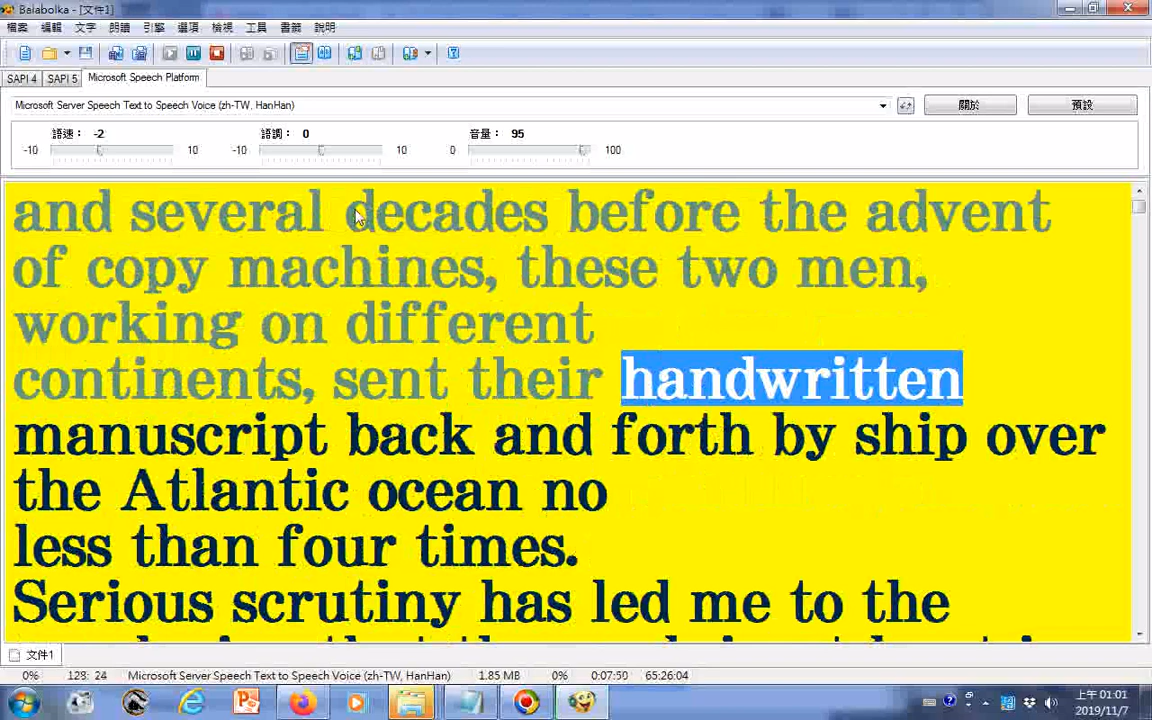 Balabolka - [文件1]
檔案 編輯 文字 朗讀 引擎 選項 檢視 工具 書籤 說明
SAPI 4 SAPI 5 Microsoft Speech Platform
Microsoft Server Speech Text to Speech Voice (zh-TW, HanHan) 關於 預設
語速： -2 語調： 0 音量： 95
-10 10 -10 10 0 100
and several decades before the advent
of copy machines, these two men,
working on different
continents, sent their handwritten
manuscript back and forth by ship over
the Atlantic ocean no
less than four times.
Serious scrutiny has led me to the
文件1
0% 128: 24 Microsoft Server Speech Text to Speech Voice (zh-TW, HanHan) 1.85 MB 0% 0:07:50 65:26:04
上午 01:01
2019/11/7